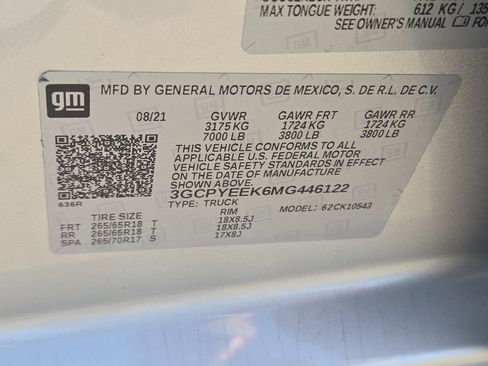 MAX TONGUE WEIGHT: 612 KG/ 135
SEE OWNER'S MANUAL FO
gm
MFD BY GENERAL MOTORS DE MEXICO, S. DE R.L. DE C.V.
08/21 GVWR GAWR FRT GAWR RR
3175 KG 1724 KG 1724 KG
7000 LB 3800 LB 3800 LB
THIS VEHICLE CONFORMS TO ALL
APPLICABLE U.S. FEDERAL MOTOR
VEHICLE SAFETY STANDARDS IN EFFECT
ON THE DATE OF MANUFACTURE SHOWN ABOVE.
636R
3GCPYEEK6MG446122
TYPE: TRUCK MODEL: 62CK10543
TIRE SIZE RIM
FRT 265/65R18 T 18X8.5J
RR 265/65R18 T 18X8.5J
SPA 265/70R17 S 17X8J